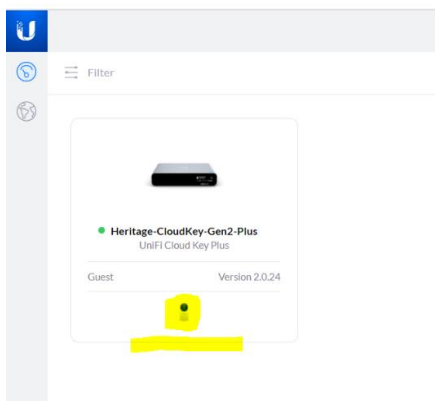 Filter
Heritage-CloudKey-Gen2-Plus
UniFi Cloud Key Plus
Guest Version 2.0.24